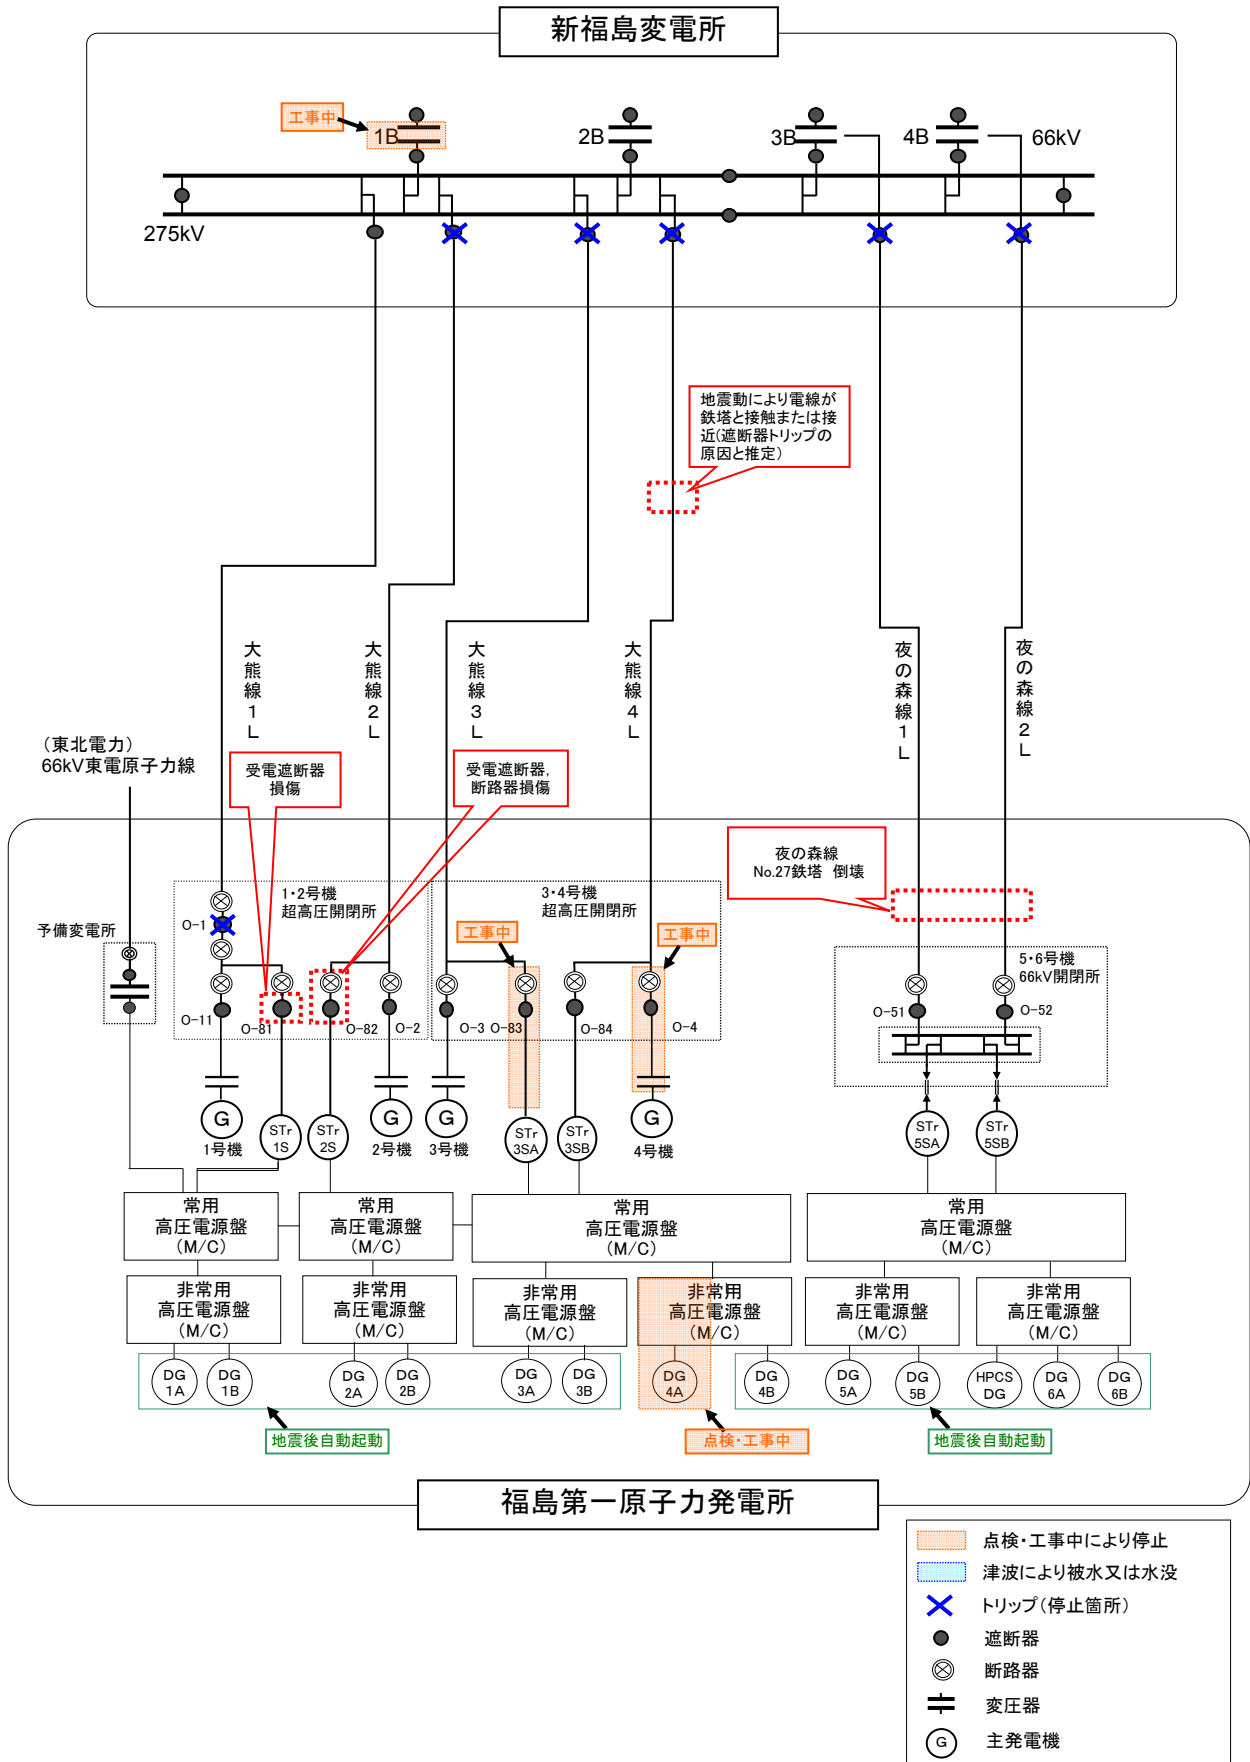 新福島変電所
工事中
1B
2B
3B
4B
66kV
275kV
地震動により電線が
鉄塔と接触または接
近(遮断器トリップの
原因と推定)
大熊線1L
大熊線2L
大熊線3L
大熊線4L
夜の森線1L
夜の森線2L
(東北電力)
66kV東電原子力線
受電遮断器
損傷
受電遮断器,
断路器損傷
夜の森線
No.27鉄塔 倒壊
予備変電所
1・2号機
超高圧開閉所
3・4号機
超高圧開閉所
5・6号機
66kV開閉所
工事中
工事中
O-1
O-11
O-81
O-82
O-2
O-3
O-83
O-84
O-4
O-51
O-52
G
1号機
STr
1S
STr
2S
G
2号機
G
3号機
STr
3SA
STr
3SB
G
4号機
STr
5SA
STr
5SB
常用
高圧電源盤
(M/C)
常用
高圧電源盤
(M/C)
常用
高圧電源盤
(M/C)
常用
高圧電源盤
(M/C)
非常用
高圧電源盤
(M/C)
非常用
高圧電源盤
(M/C)
非常用
高圧電源盤
(M/C)
非常用
高圧電源盤
(M/C)
非常用
高圧電源盤
(M/C)
非常用
高圧電源盤
(M/C)
DG
1A
DG
1B
DG
2A
DG
2B
DG
3A
DG
3B
DG
4A
DG
4B
DG
5A
DG
5B
HPCS
DG
DG
6A
DG
6B
地震後自動起動
点検・工事中
地震後自動起動
福島第一原子力発電所
点検・工事中により停止
津波により被水又は水没
トリップ(停止箇所)
遮断器
断路器
変圧器
G
主発電機